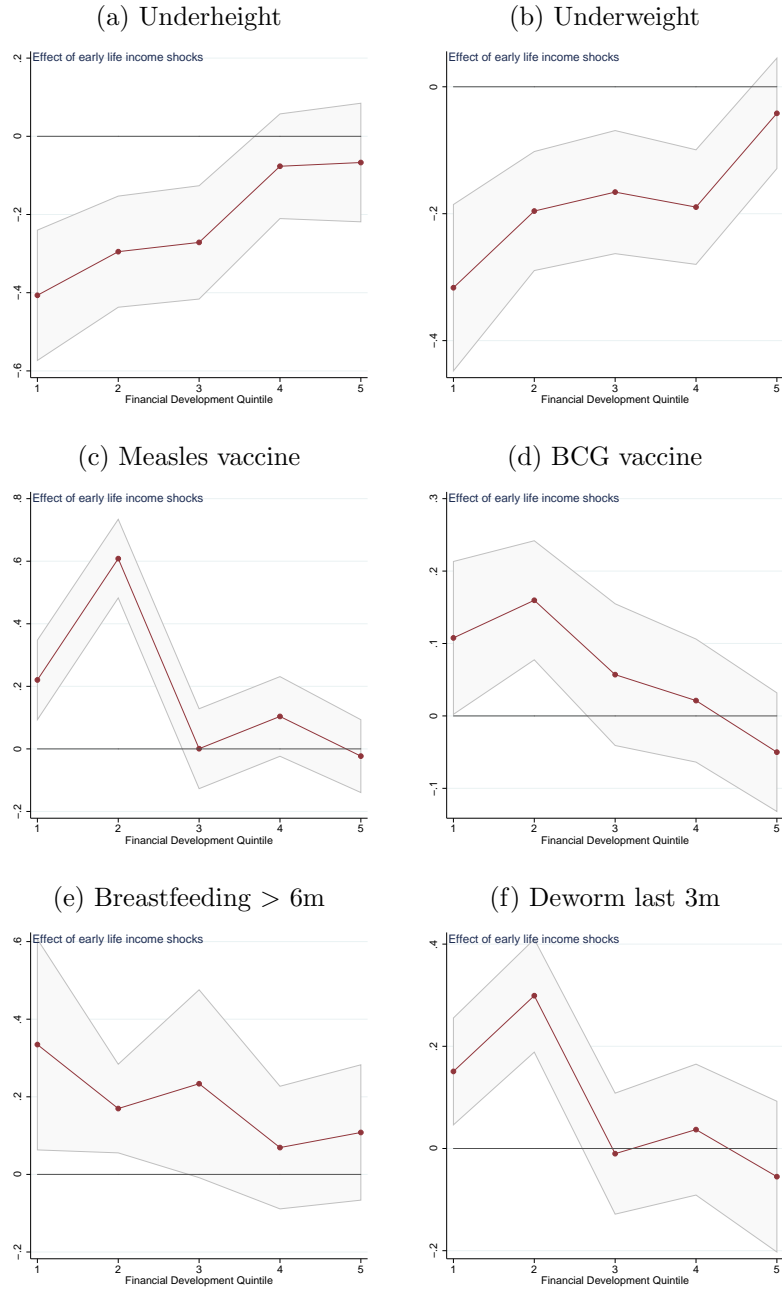 (a) Underheight
Effect of early life income shocks
.2
0
-.2
-.4
-.6
1 2 3 4 5
Financial Development Quintile
(b) Underweight
0
-.2
-.4
1 2 3 4 5
Financial Development Quintile
(c) Measles vaccine
Effect of early life income shocks
.8
.6
.4
.2
0
-.2
1 2 3 4 5
Financial Development Quintile
(d) BCG vaccine
Effect of early life income shocks
.3
.2
.1
0
-.1
1 2 3 4 5
Financial Development Quintile
(e) Breastfeeding > 6m
Effect of early life income shocks
.6
.4
.2
0
-.2
1 2 3 4 5
Financial Development Quintile
(f) Deworm last 3m
Effect of early life income shocks
.4
.2
0
-.2
1 2 3 4 5
Financial Development Quintile